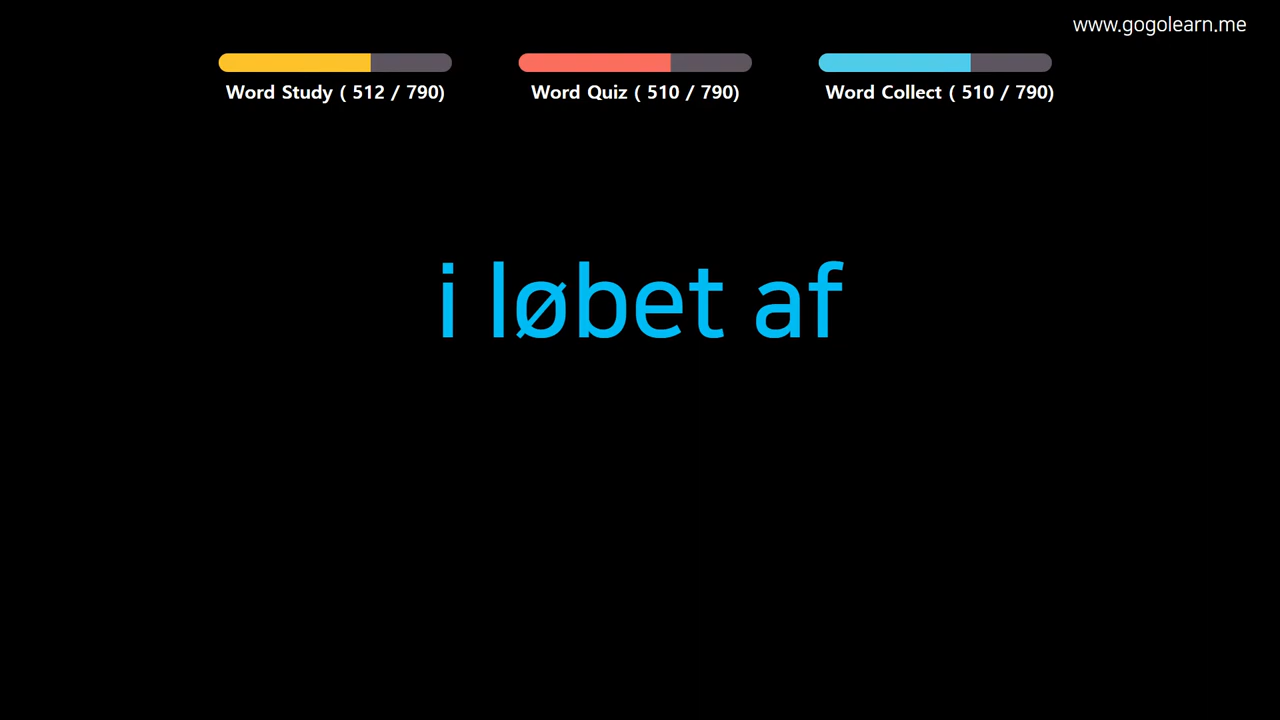 www.gogolearn.me
Word Study ( 512 / 790)
Word Quiz ( 510 / 790)
Word Collect ( 510 / 790)
i løbet af